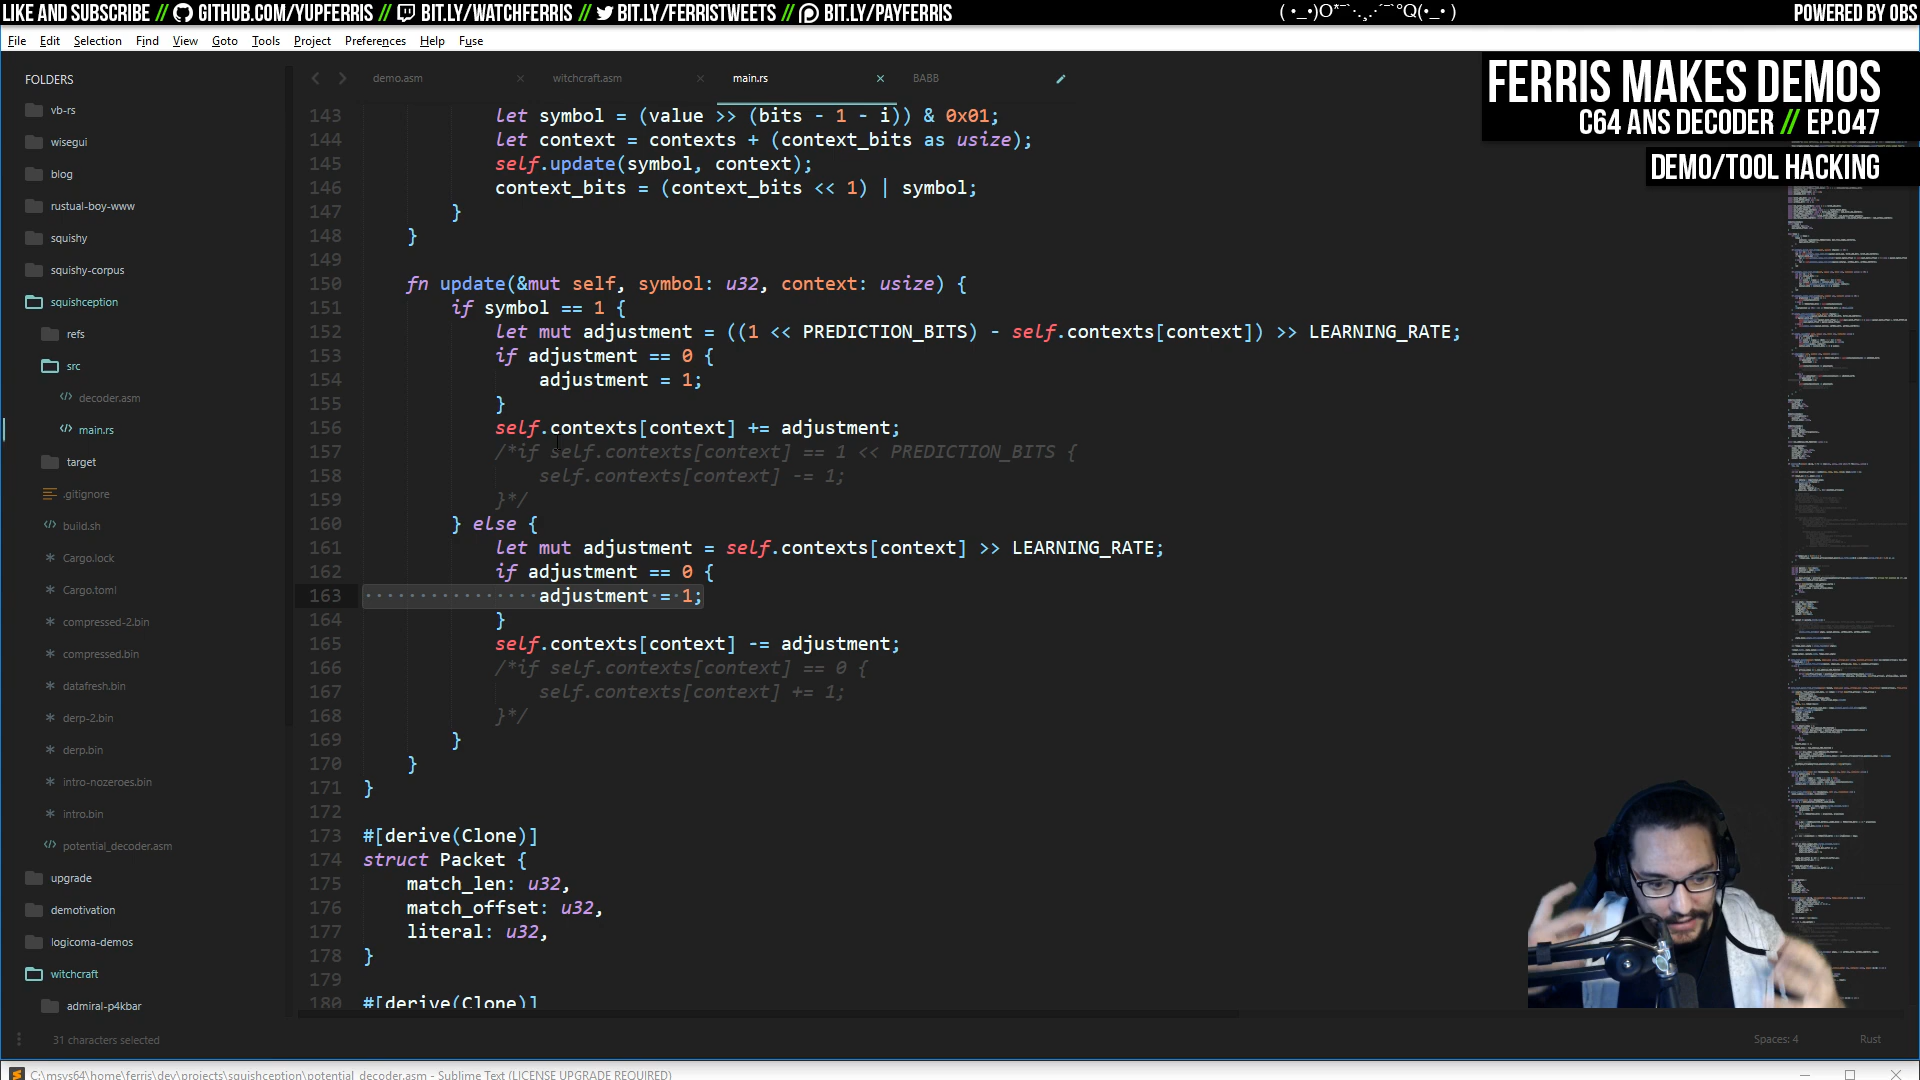 LIKE AND SUBSCRIBE // GITHUB.COM/YUPFERRIS // BIT.LY/WATCHFERRIS // BIT.LY/FERRISTWEETS // BIT.LY/PAYFERRIS
POWERED BY OBS
File Edit Selection Find View Goto Tools Project Preferences Help Fuse
FERRIS MAKES DEMOS
C64 ANS DECODER // EP.047
DEMO/TOOL HACKING
FOLDERS
vb-rs
wisegui
blog
rustual-boy-www
squishy
squishy-corpus
squishception
refs
src
decoder.asm
main.rs
target
.gitignore
build.sh
Cargo.lock
Cargo.toml
compressed-2.bin
compressed.bin
datafresh.bin
derp-2.bin
derp.bin
intro-nozeroes.bin
intro.bin
potential_decoder.asm
upgrade
demotivation
logicoma-demos
witchcraft
admiral-p4kbar
demo.asm witchcraft.asm main.rs BABB
143 let symbol = (value >> (bits - 1 - i)) & 0x01;
144 let context = contexts + (context_bits as usize);
145 self.update(symbol, context);
146 context_bits = (context_bits << 1) | symbol;
147 }
148 }
149
150 fn update(&mut self, symbol: u32, context: usize) {
151 if symbol == 1 {
152 let mut adjustment = ((1 << PREDICTION_BITS) - self.contexts[context]) >> LEARNING_RATE;
153 if adjustment == 0 {
154 adjustment = 1;
155 }
156 self.contexts[context] += adjustment;
157 /*if self.contexts[context] == 1 << PREDICTION_BITS {
158 self.contexts[context] -= 1;
159 }*/
160 } else {
161 let mut adjustment = self.contexts[context] >> LEARNING_RATE;
162 if adjustment == 0 {
163 adjustment = 1;
164 }
165 self.contexts[context] -= adjustment;
166 /*if self.contexts[context] == 0 {
167 self.contexts[context] += 1;
168 }*/
169 }
170 }
171 }
172
173 #[derive(Clone)]
174 struct Packet {
175 match_len: u32,
176 match_offset: u32,
177 literal: u32,
178 }
179
180 #[derive(Clone)]
31 characters selected
Spaces: 4 Rust
C:\msys64\home\ferris\dev\projects\squishception\potential_decoder.asm - Sublime Text (LICENSE UPGRADE REQUIRED)